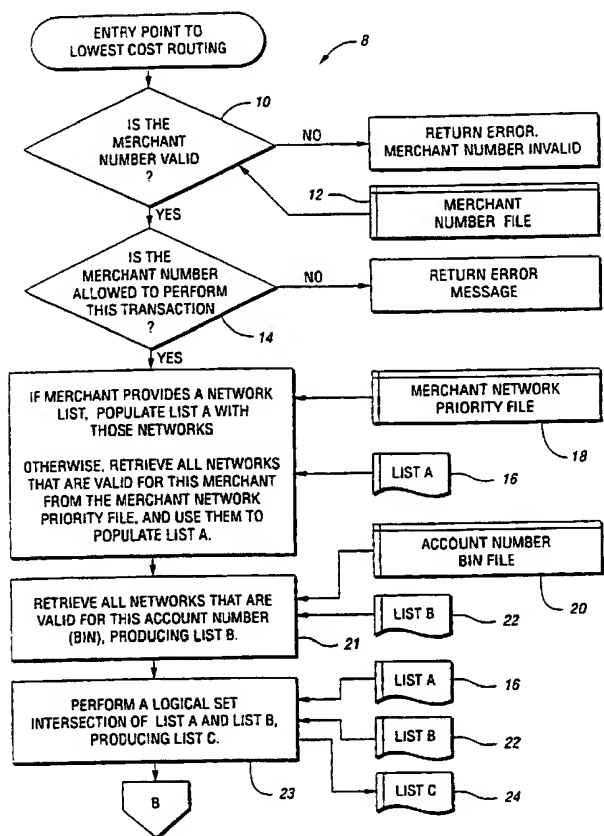 ENTRY POINT TO
LOWEST COST ROUTING
8
10
IS THE
MERCHANT
NUMBER VALID
?
NO
RETURN ERROR.
MERCHANT NUMBER INVALID
YES
12
MERCHANT
NUMBER FILE
IS THE
MERCHANT NUMBER
ALLOWED TO PERFORM
THIS TRANSACTION
?
NO
RETURN ERROR
MESSAGE
14
YES
IF MERCHANT PROVIDES A NETWORK
LIST, POPULATE LIST A WITH
THOSE NETWORKS
OTHERWISE, RETRIEVE ALL NETWORKS
THAT ARE VALID FOR THIS MERCHANT
FROM THE MERCHANT NETWORK
PRIORITY FILE, AND USE THEM TO
POPULATE LIST A.
MERCHANT NETWORK
PRIORITY FILE
18
LIST A
16
ACCOUNT NUMBER
BIN FILE
20
RETRIEVE ALL NETWORKS THAT ARE
VALID FOR THIS ACCOUNT NUMBER
(BIN), PRODUCING LIST B.
21
LIST B
22
PERFORM A LOGICAL SET
INTERSECTION OF LIST A AND LIST B,
PRODUCING LIST C.
23
LIST A
16
LIST B
22
LIST C
24
B